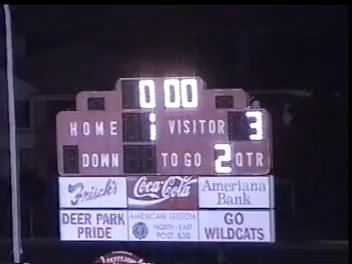 0 00
HOME 1 VISITOR 3
DOWN TO GO 2 QTR
Frisch's Coca-Cola Ameriana Bank
DEER PARK PRIDE
AMERICAN LEGION NORTH-EAST POST 630
GO WILDCATS